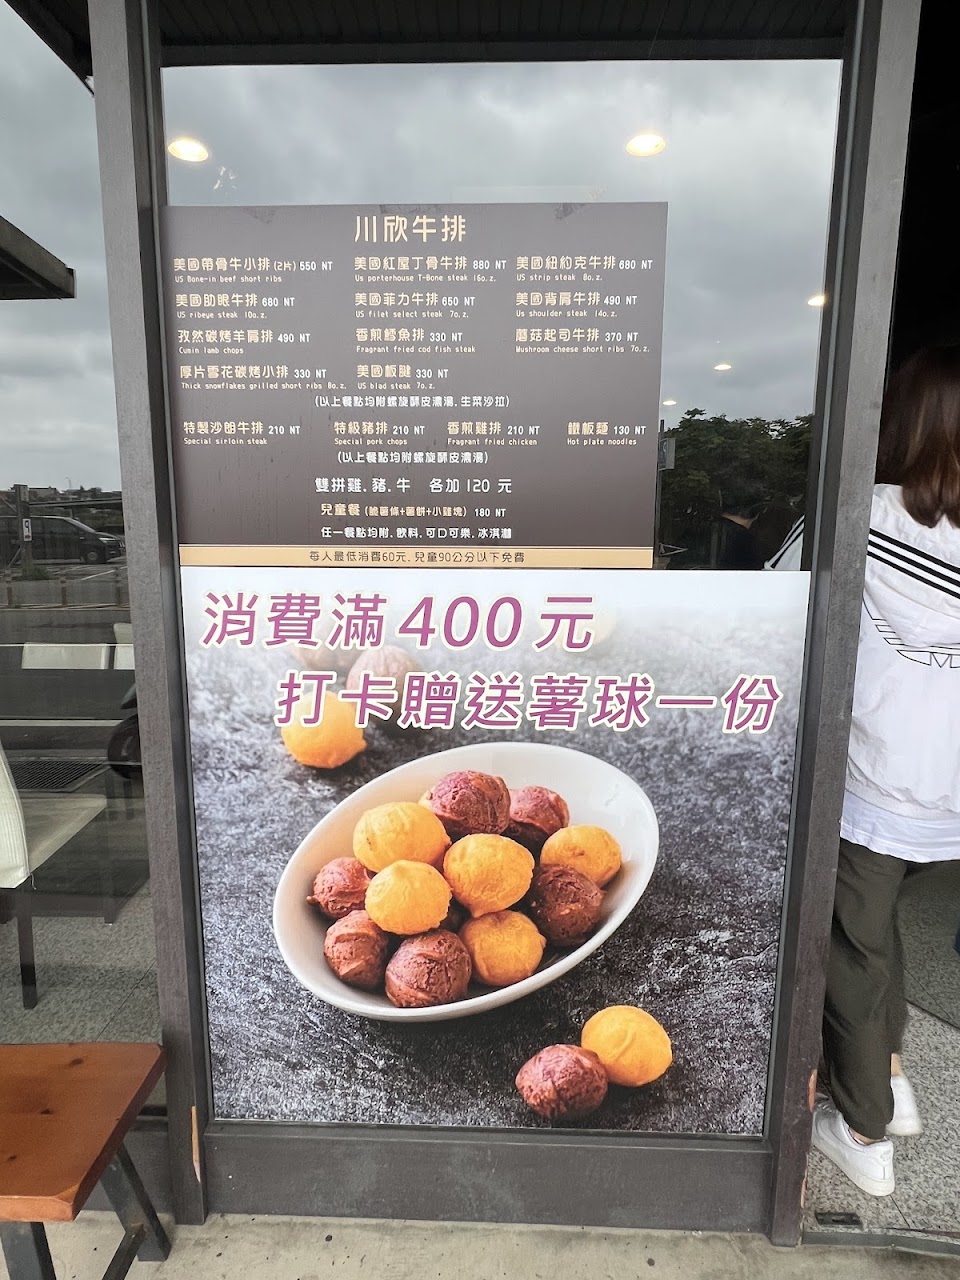 川欣牛排
美國帶骨牛小排(2片) 550 NT 美國紅屋丁骨牛排 880 NT 美國紐約克牛排 680 NT
US Bone-in beef short ribs US porterhouse T-Bone steak 16o.z. US strip steak 8o.z.
美國肋眼牛排 680 NT 美國菲力牛排 650 NT 美國背肩牛排 490 NT
US ribeye steak 10o.z. US filet select steak 7o.z. Us shoulder steak 14o.z.
孜然碳烤羊肩排 490 NT 香煎鱈魚排 330 NT 蘑菇起司牛排 370 NT
Cumin lamb chops Fragrant fried cod fish steak Mushroom cheese short ribs 7o.z.
厚片雪花碳烤小排 330 NT 美國板腱 330 NT
Thick snowflakes grilled short ribs 8o.z. US blad steak 7o.z.
(以上餐點均附螺旋酥皮濃湯.生菜沙拉)
特製沙朗牛排 210 NT 特級豬排 210 NT 香煎雞排 210 NT 鐵板麵 130 NT
Special sirloin steak Special pork chops Fragrant fried chicken Hot plate noodles
(以上餐點均附螺旋酥皮濃湯)
雙拼雞.豬.牛 各加120元
兒童餐(脆薯條+薯餅+小雞塊) 180 NT
任一餐點均附.飲料.可口可樂.冰淇淋
每人最低消費60元.兒童90公分以下免費
消費滿400元
打卡贈送薯球一份